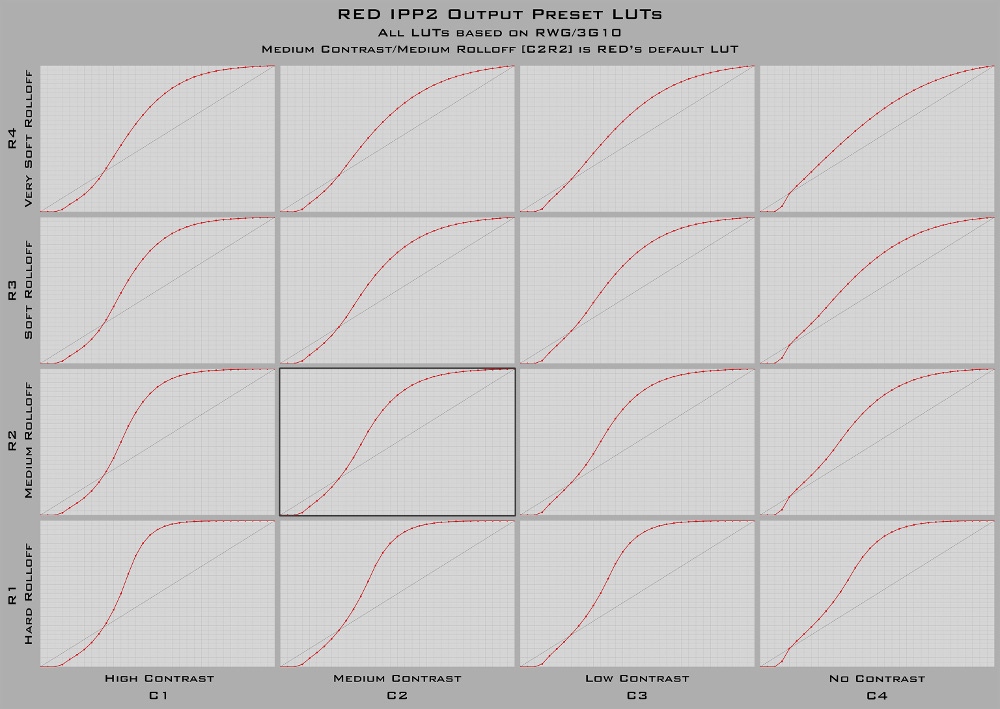 RED IPP2 Output Preset LUTs
All LUTs based on RWG/3G10
Medium Contrast/Medium Rolloff [C2R2] is RED's default LUT
R4
Very Soft Rolloff
R3
Soft Rolloff
R2
Medium Rolloff
R1
Hard Rolloff
High Contrast
C1
Medium Contrast
C2
Low Contrast
C3
No Contrast
C4